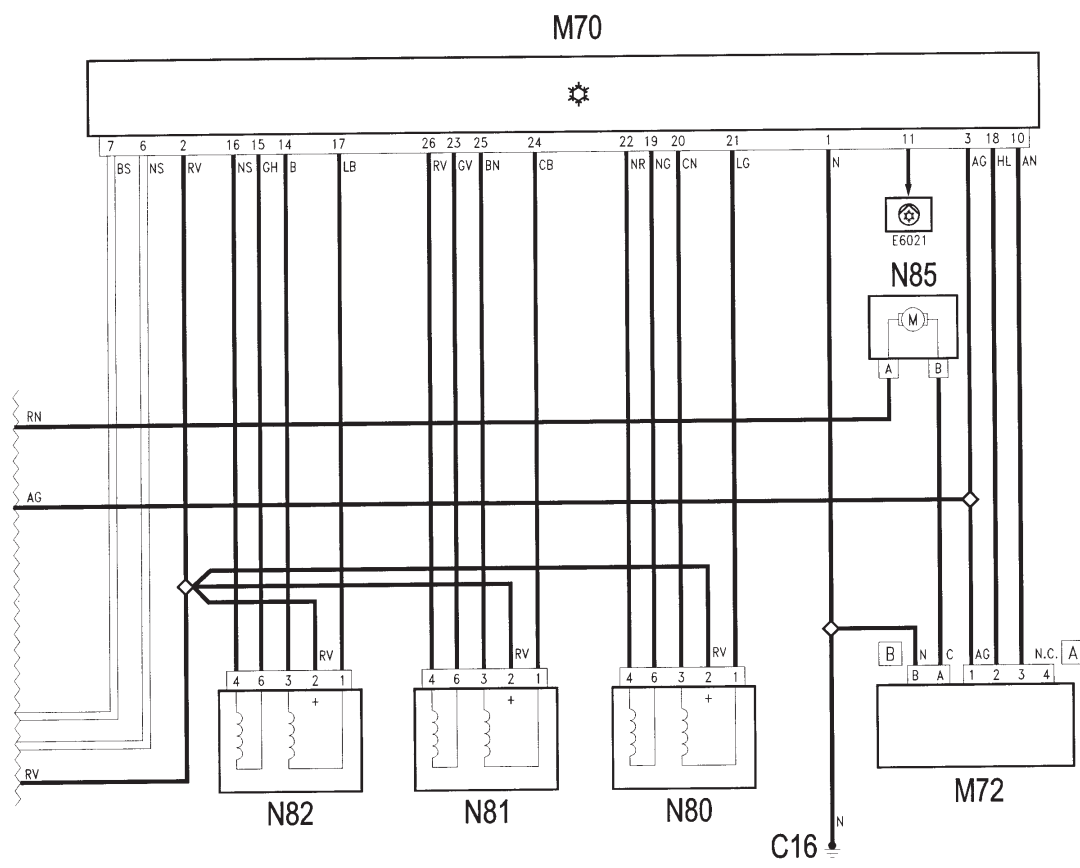 M70
7 6 2 16 15 14 17 26 23 25 24 22 19 20 21 1 11 3 18 10
BS NS RV NS GH B LB RV GV BN CB NR NG CN LG N AG HL AN
E6021
N85
M
A B
RN
AG
RV RV RV B N C AG N.C. A
4 6 3 2 1 4 6 3 2 1 4 6 3 2 1 B A 1 2 3 4
+ + +
RV
N82 N81 N80 M72
N
C16